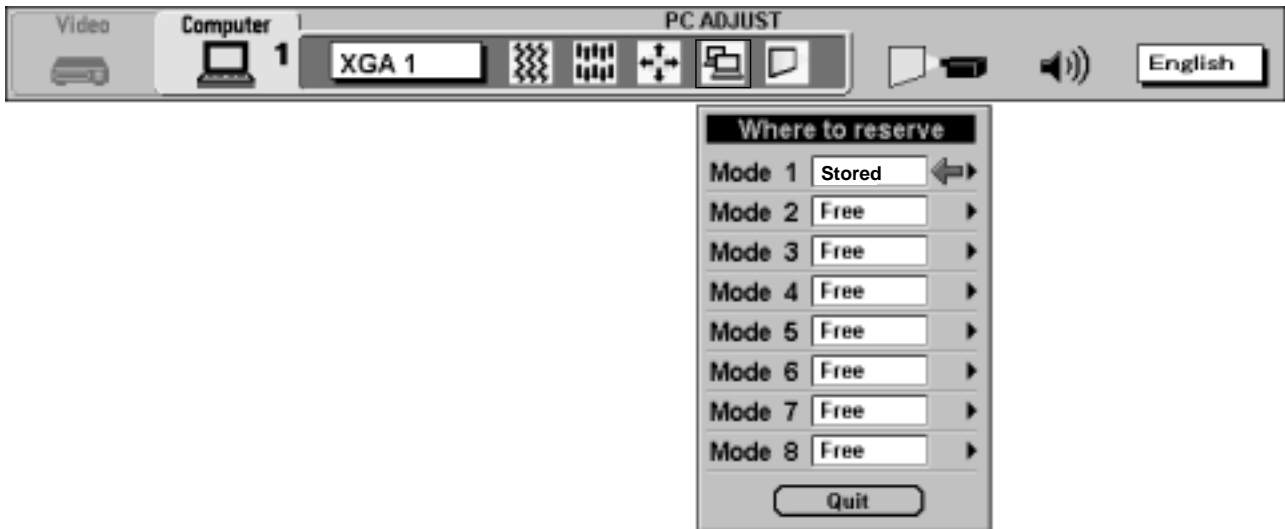 Video
Computer
PC ADJUST
1
XGA 1
English
Where to reserve
Mode 1 Stored
Mode 2 Free
Mode 3 Free
Mode 4 Free
Mode 5 Free
Mode 6 Free
Mode 7 Free
Mode 8 Free
Quit